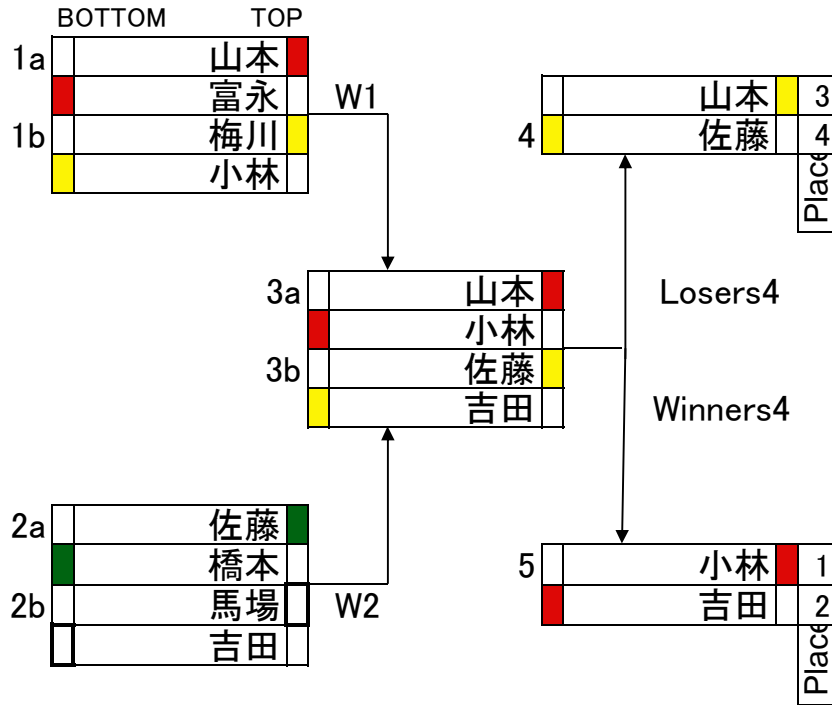 BOTTOM TOP
1a 山本
富永 W1
1b 梅川
小林
山本 3
4 佐藤 4
Place
3a 山本
小林
3b 佐藤
吉田
Losers4
Winners4
2a 佐藤
橋本
2b 馬場 W2
吉田
5 小林 1
吉田 2
Place